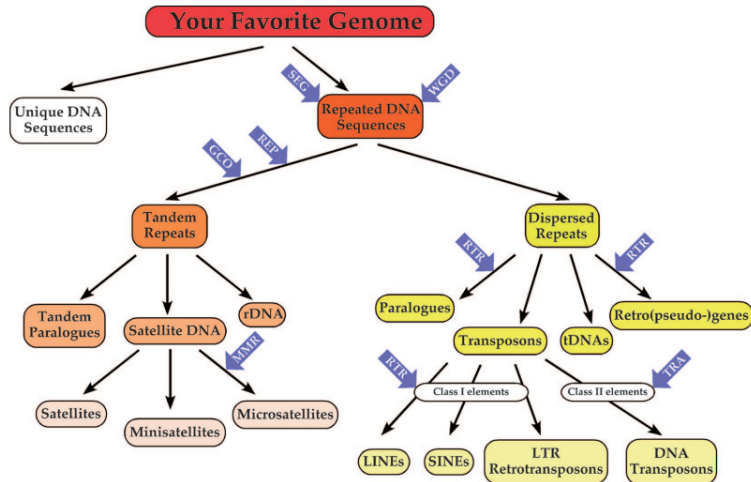 Your Favorite Genome
SEG
WGD
Unique DNA
Sequences
Repeated DNA
Sequences
GCO
REP
Tandem
Repeats
Dispersed
Repeats
RTR
RTR
Tandem
Paralogues
Satellite DNA
rDNA
Paralogues
Transposons
tDNAs
Retro(pseudo-)genes
MMR
RTR
TRA
Class I elements
Class II elements
Satellites
Minisatellites
Microsatellites
LINEs
SINEs
LTR
Retrotransposons
DNA
Transposons